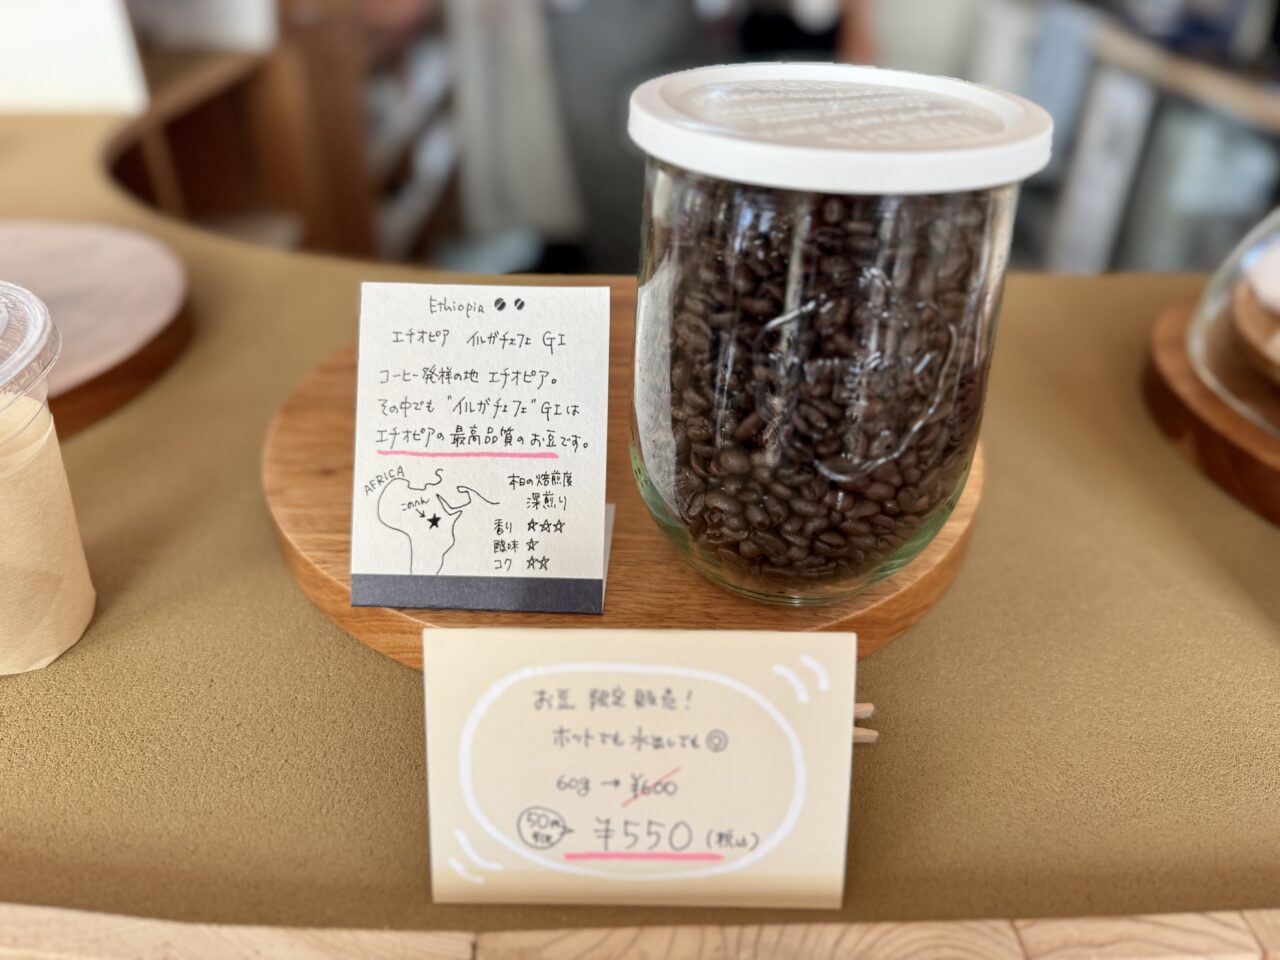 Ethiopia
エチオピア イルガチェフェ G1
コーヒー発祥の地 エチオピア。
その中でも"イルガチェフェ"G1は
エチオピアの最高品質のお豆です。
AFRICA
このへん
本日の焙煎度
深煎り
香り ☆☆☆
酸味 ☆
コク ☆☆
お豆 限定販売!
ホットでも水出しでも◎
60g → ¥600
50円
引き
¥550 (税込)